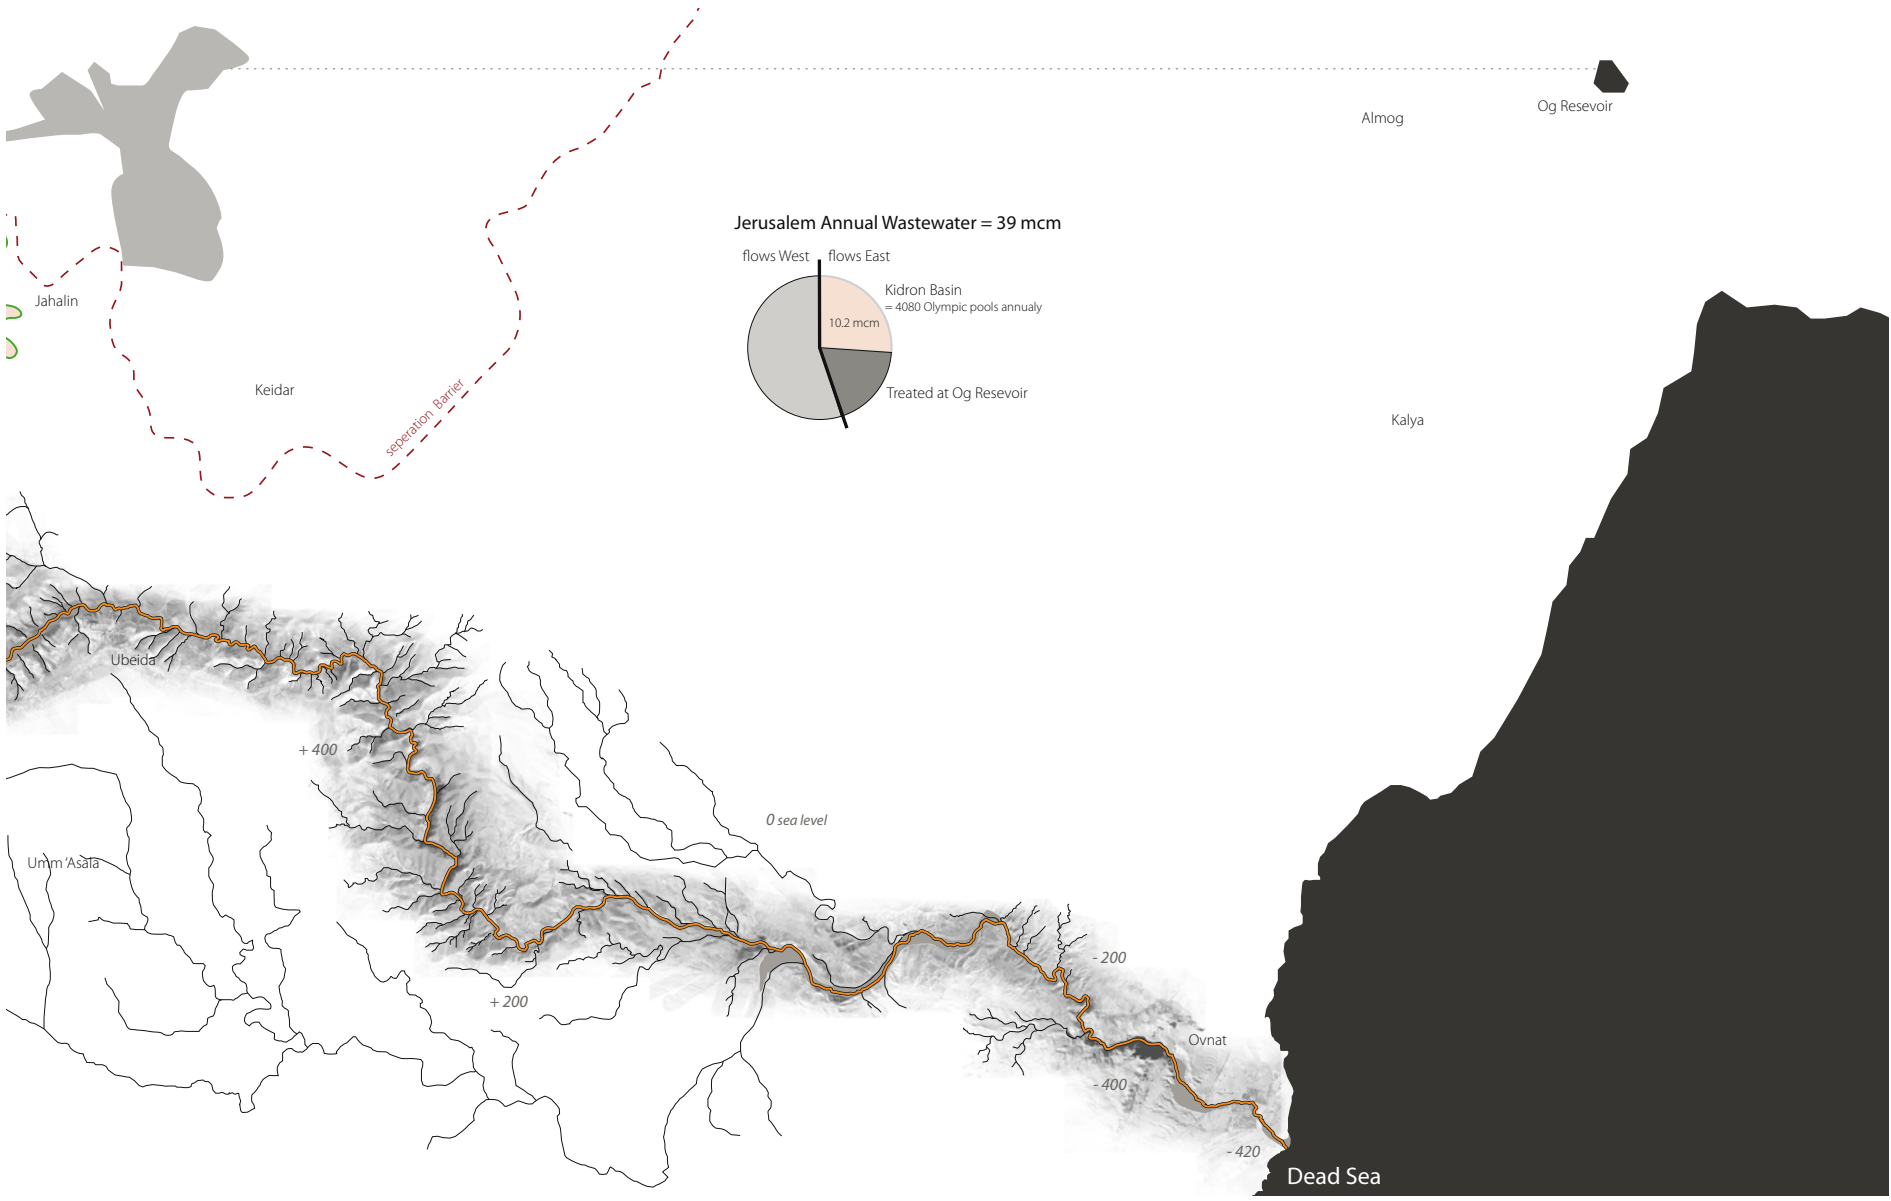 Og Resevoir
Almog
Jerusalem Annual Wastewater = 39 mcm
flows West
flows East
Kidron Basin
= 4080 Olympic pools annualy
10.2 mcm
Jahalin
Keidar
seperation Barrier
Treated at Og Resevoir
Kalya
Ubeida
+ 400
0 sea level
Umm ‘Asala
- 200
+ 200
Ovnat
- 400
- 420
Dead Sea